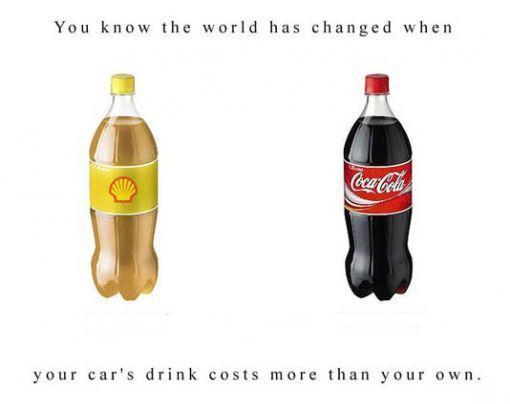 You know the world has changed when
Coca-Cola
your car's drink costs more than your own.